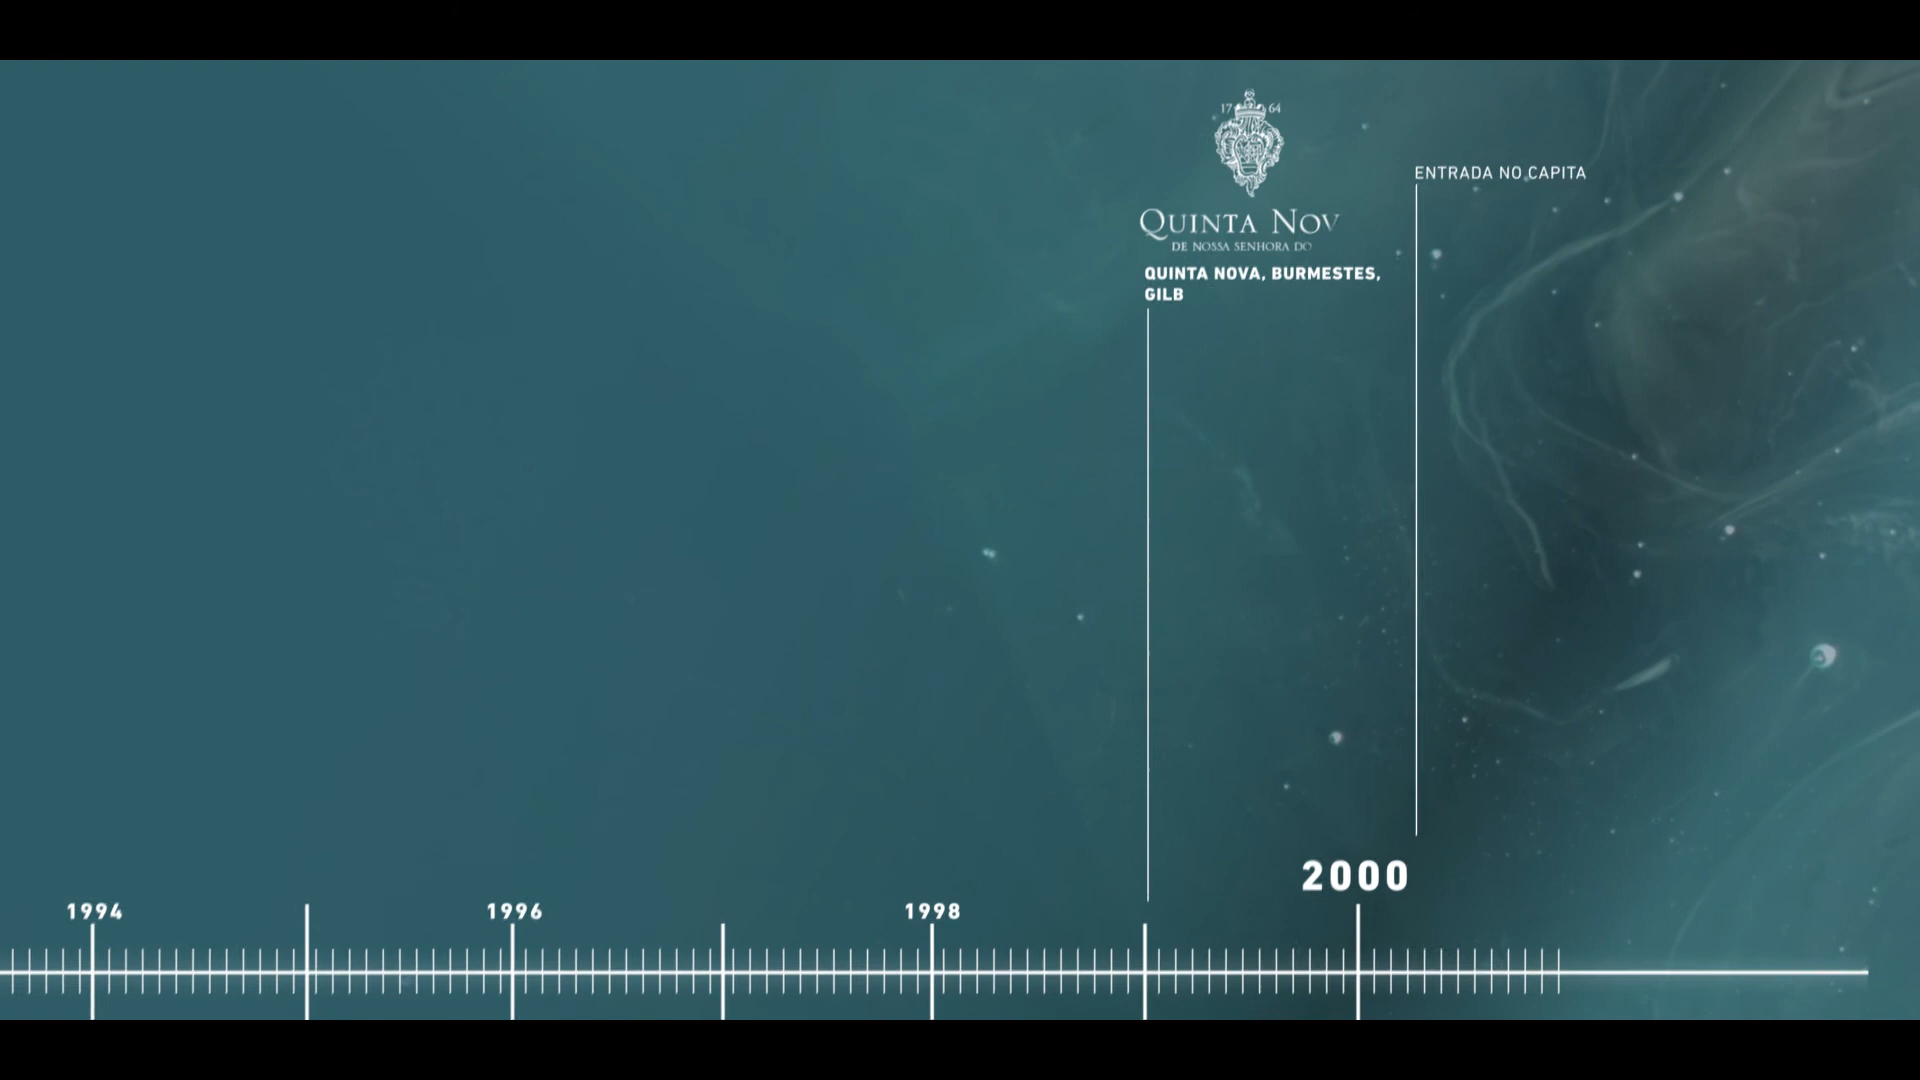 17 64
QUINTA NOV
DE NOSSA SENHORA DO
QUINTA NOVA, BURMESTES,
GILB
ENTRADA NO CAPITA
2000
1994
1996
1998